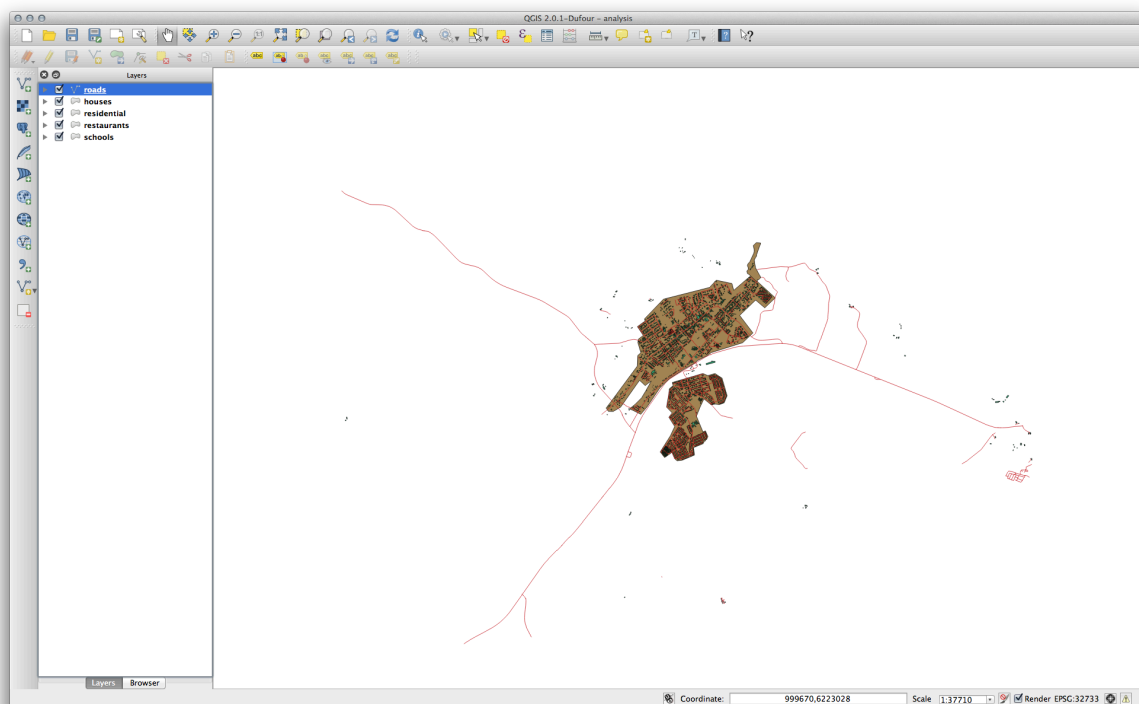 QGIS 2.0.1-Dufour – analysis
Layers
roads
houses
residential
restaurants
schools
Layers Browser
Coordinate: 999670,6223028 Scale 1:37710 Render EPSG:32733